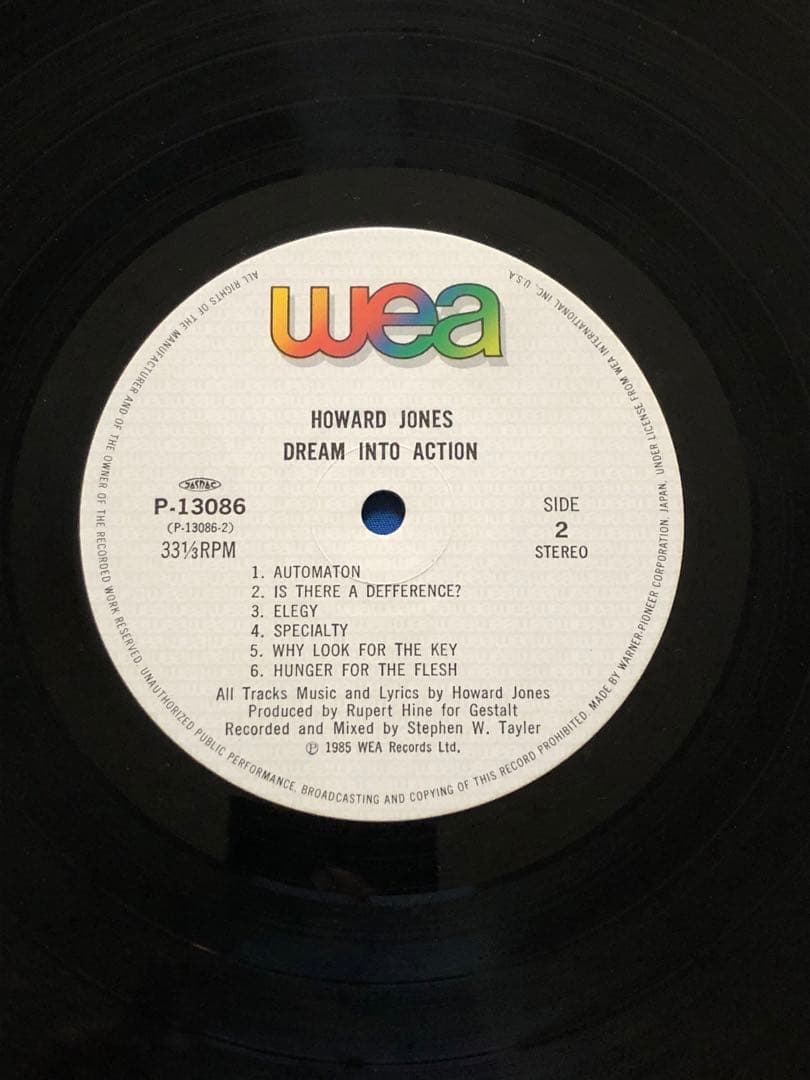 wea
HOWARD JONES
DREAM INTO ACTION
JASRAC
P-13086
(P-13086-2)
33⅓RPM
SIDE
2
STEREO
1. AUTOMATON
2. IS THERE A DEFFERENCE?
3. ELEGY
4. SPECIALTY
5. WHY LOOK FOR THE KEY
6. HUNGER FOR THE FLESH
All Tracks Music and Lyrics by Howard Jones
Produced by Rupert Hine for Gestalt
Recorded and Mixed by Stephen W. Tayler
℗ 1985 WEA Records Ltd.
ALL RIGHTS OF THE MANUFACTURER AND OF THE OWNER OF THE RECORDED WORK RESERVED. UNAUTHORIZED PUBLIC PERFORMANCE, BROADCASTING AND COPYING OF THIS RECORD PROHIBITED. MADE BY WARNER-PIONEER CORPORATION, JAPAN, UNDER LICENSE FROM WEA INTERNATIONAL INC., U.S.A.